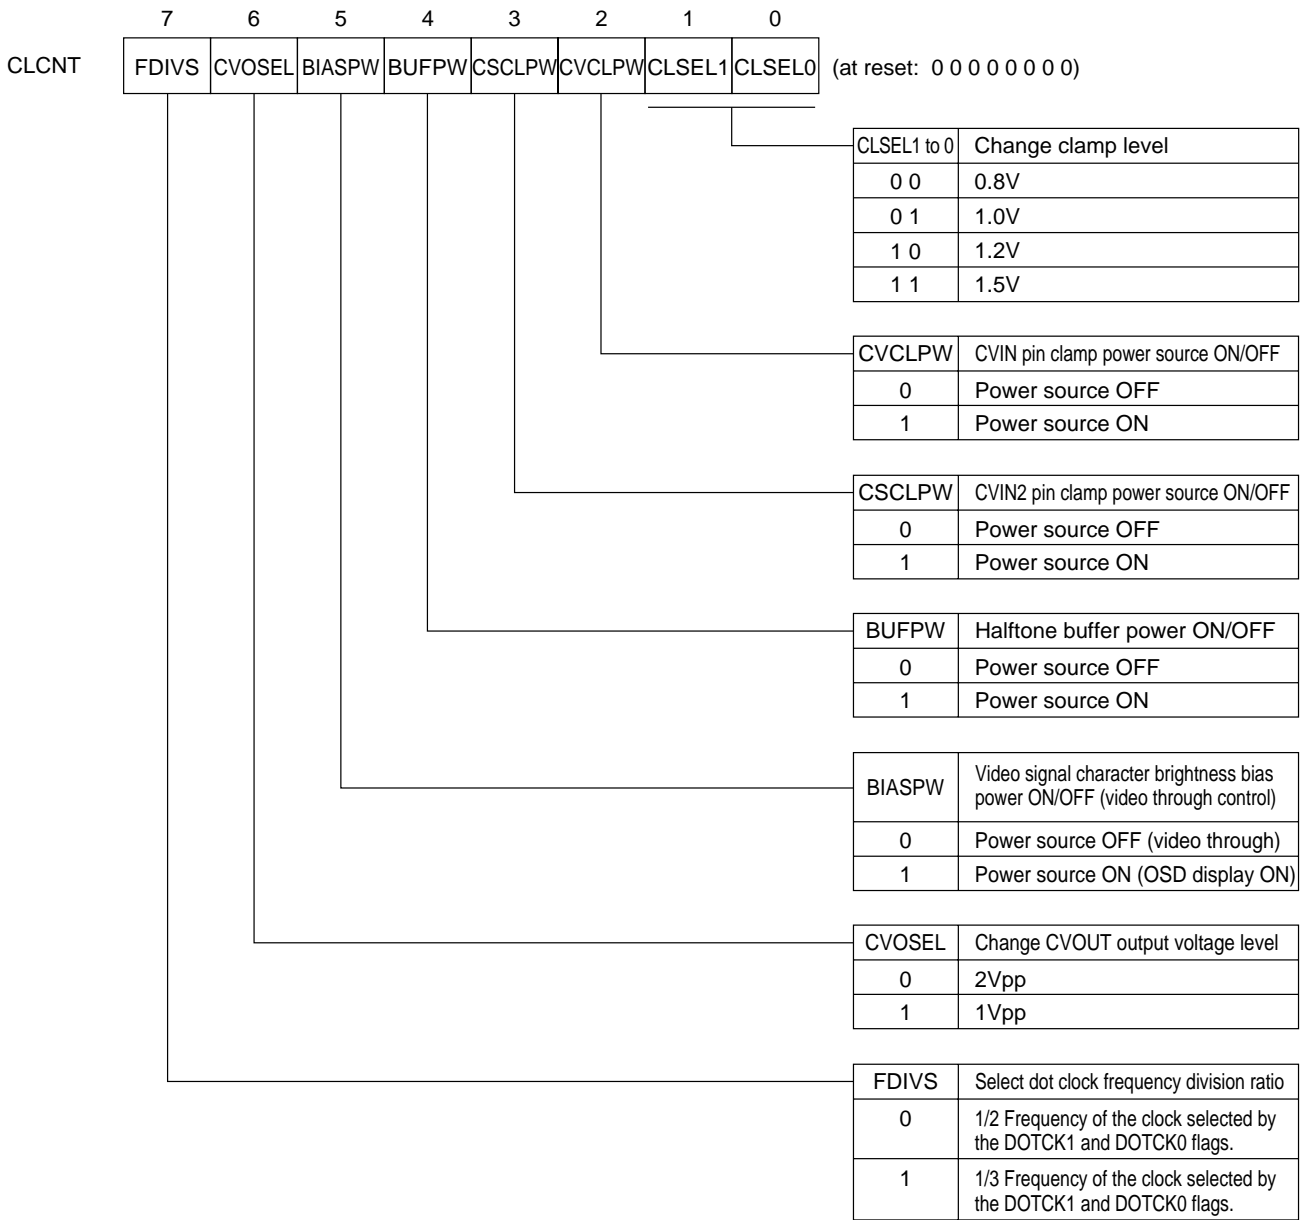 7 6 5 4 3 2 1 0
CLCNT FDIVS CVOSEL BIASPW BUFPW CSCLPW CVCLPW CLSEL1 CLSEL0 (at reset: 0 0 0 0 0 0 0 0)
CLSEL1 to 0 Change clamp level
0 0 0.8V
0 1 1.0V
1 0 1.2V
1 1 1.5V
CVCLPW CVIN pin clamp power source ON/OFF
0 Power source OFF
1 Power source ON
CSCLPW CVIN2 pin clamp power source ON/OFF
0 Power source OFF
1 Power source ON
BUFPW Halftone buffer power ON/OFF
0 Power source OFF
1 Power source ON
BIASPW Video signal character brightness bias
power ON/OFF (video through control)
0 Power source OFF (video through)
1 Power source ON (OSD display ON)
CVOSEL Change CVOUT output voltage level
0 2Vpp
1 1Vpp
FDIVS Select dot clock frequency division ratio
0 1/2 Frequency of the clock selected by
the DOTCK1 and DOTCK0 flags.
1 1/3 Frequency of the clock selected by
the DOTCK1 and DOTCK0 flags.